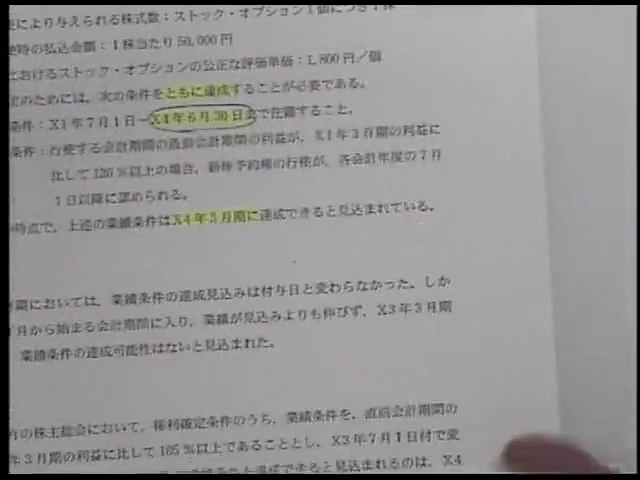 により与えられる株式数：ストック・オプション1個につき1株
時の払込金額：1株当たり50,000円
におけるストック・オプションの公正な評価単価：1,800円／個
定のためには、次の条件をともに達成することが必要である。
条件：X1年7月1日～X4年6月30日まで在籍すること。
条件：行使する会計期間の直前会計期間の利益が、X1年3月期の利益に
比して120％以上の場合、新株予約権の行使が、各会計年度の7月
1日以降に認められる。
時点で、上述の業績条件はX4年3月期に達成できると見込まれている。
期においては、業績条件の達成見込みは付与日と変わらなかった。しか
月から始まる会計期間に入り、業績が見込みよりも伸びず、X3年3月期
業績条件の達成可能性はないと見込まれた。
の株主総会において、権利確定条件のうち、業績条件を、直前会計期間の
年3月期の利益に比して105％以上であることとし、X3年7月1日付で変
達成できると見込まれるのは、X4